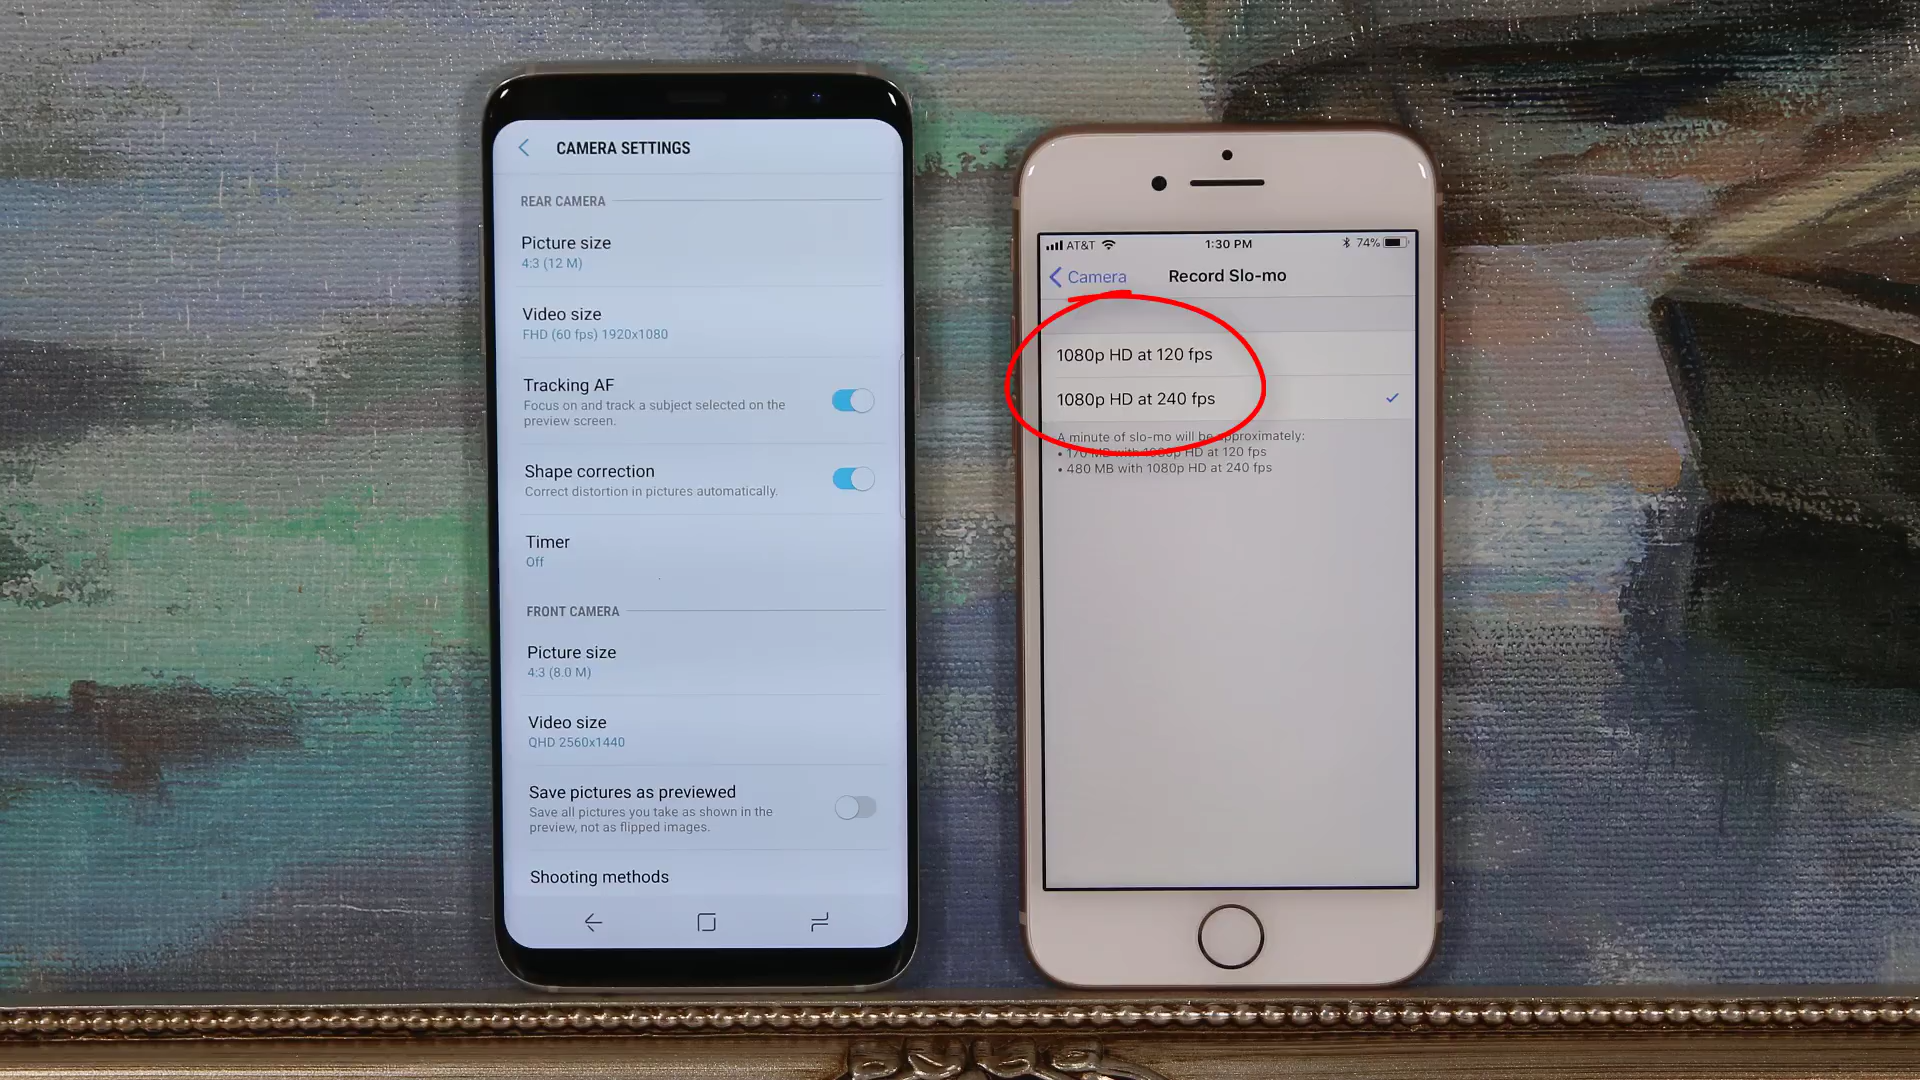 CAMERA SETTINGS
REAR CAMERA
Picture size
4:3 (12 M)
Video size
FHD (60 fps) 1920x1080
Tracking AF
Focus on and track a subject selected on the
preview screen.
Shape correction
Correct distortion in pictures automatically.
Timer
Off
FRONT CAMERA
Picture size
4:3 (8.0 M)
Video size
QHD 2560x1440
Save pictures as previewed
Save all pictures you take as shown in the
preview, not as flipped images.
Shooting methods
AT&T 1:30 PM 74%
Camera Record Slo-mo
1080p HD at 120 fps
1080p HD at 240 fps
A minute of slo-mo will be approximately:
• 170 MB with 1080p HD at 120 fps
• 480 MB with 1080p HD at 240 fps